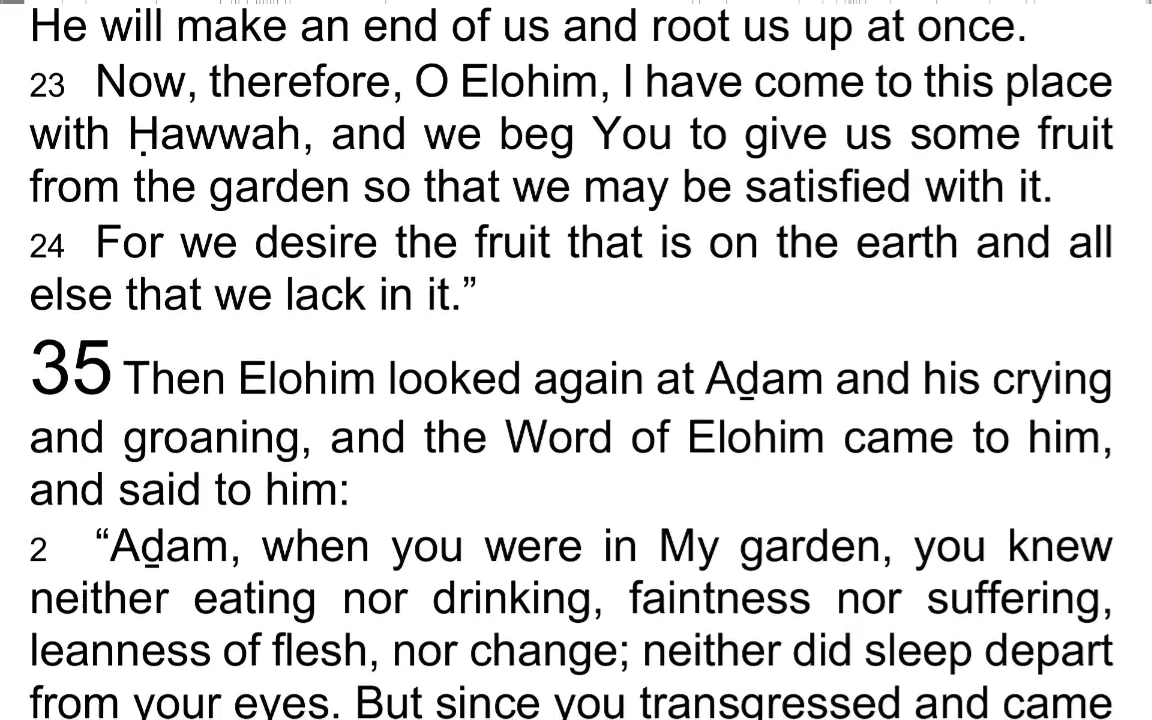 He will make an end of us and root us up at once.
23 Now, therefore, O Elohim, I have come to this place
with Ḥawwah, and we beg You to give us some fruit
from the garden so that we may be satisfied with it.
24 For we desire the fruit that is on the earth and all
else that we lack in it.”
35 Then Elohim looked again at Aḏam and his crying
and groaning, and the Word of Elohim came to him,
and said to him:
2 “Aḏam, when you were in My garden, you knew
neither eating nor drinking, faintness nor suffering,
leanness of flesh, nor change; neither did sleep depart
from your eyes. But since you transgressed and came